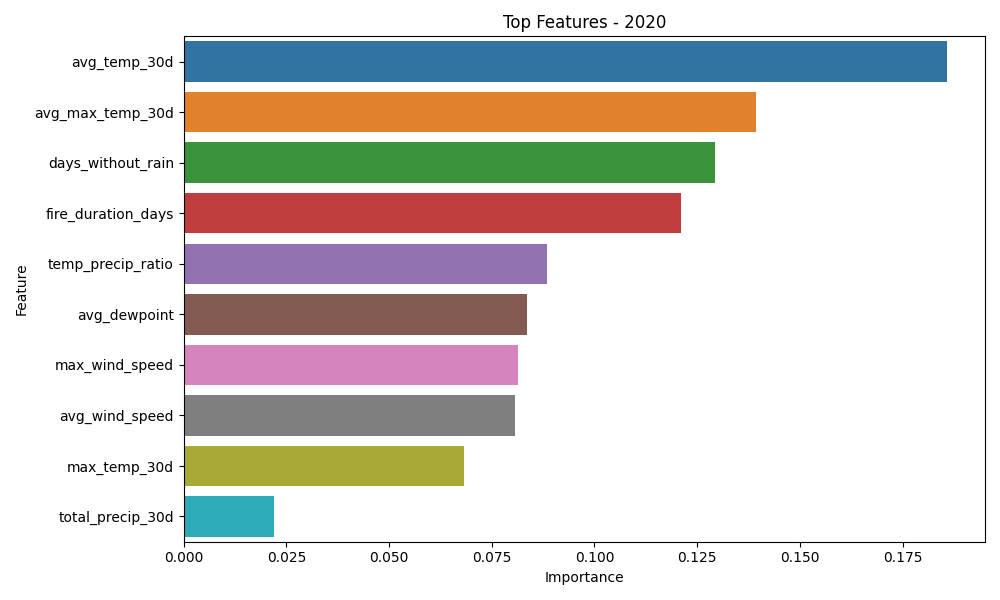 Top Features - 2020
Feature
avg_temp_30d
avg_max_temp_30d
days_without_rain
fire_duration_days
temp_precip_ratio
avg_dewpoint
max_wind_speed
avg_wind_speed
max_temp_30d
total_precip_30d
0.000 0.025 0.050 0.075 0.100 0.125 0.150 0.175
Importance